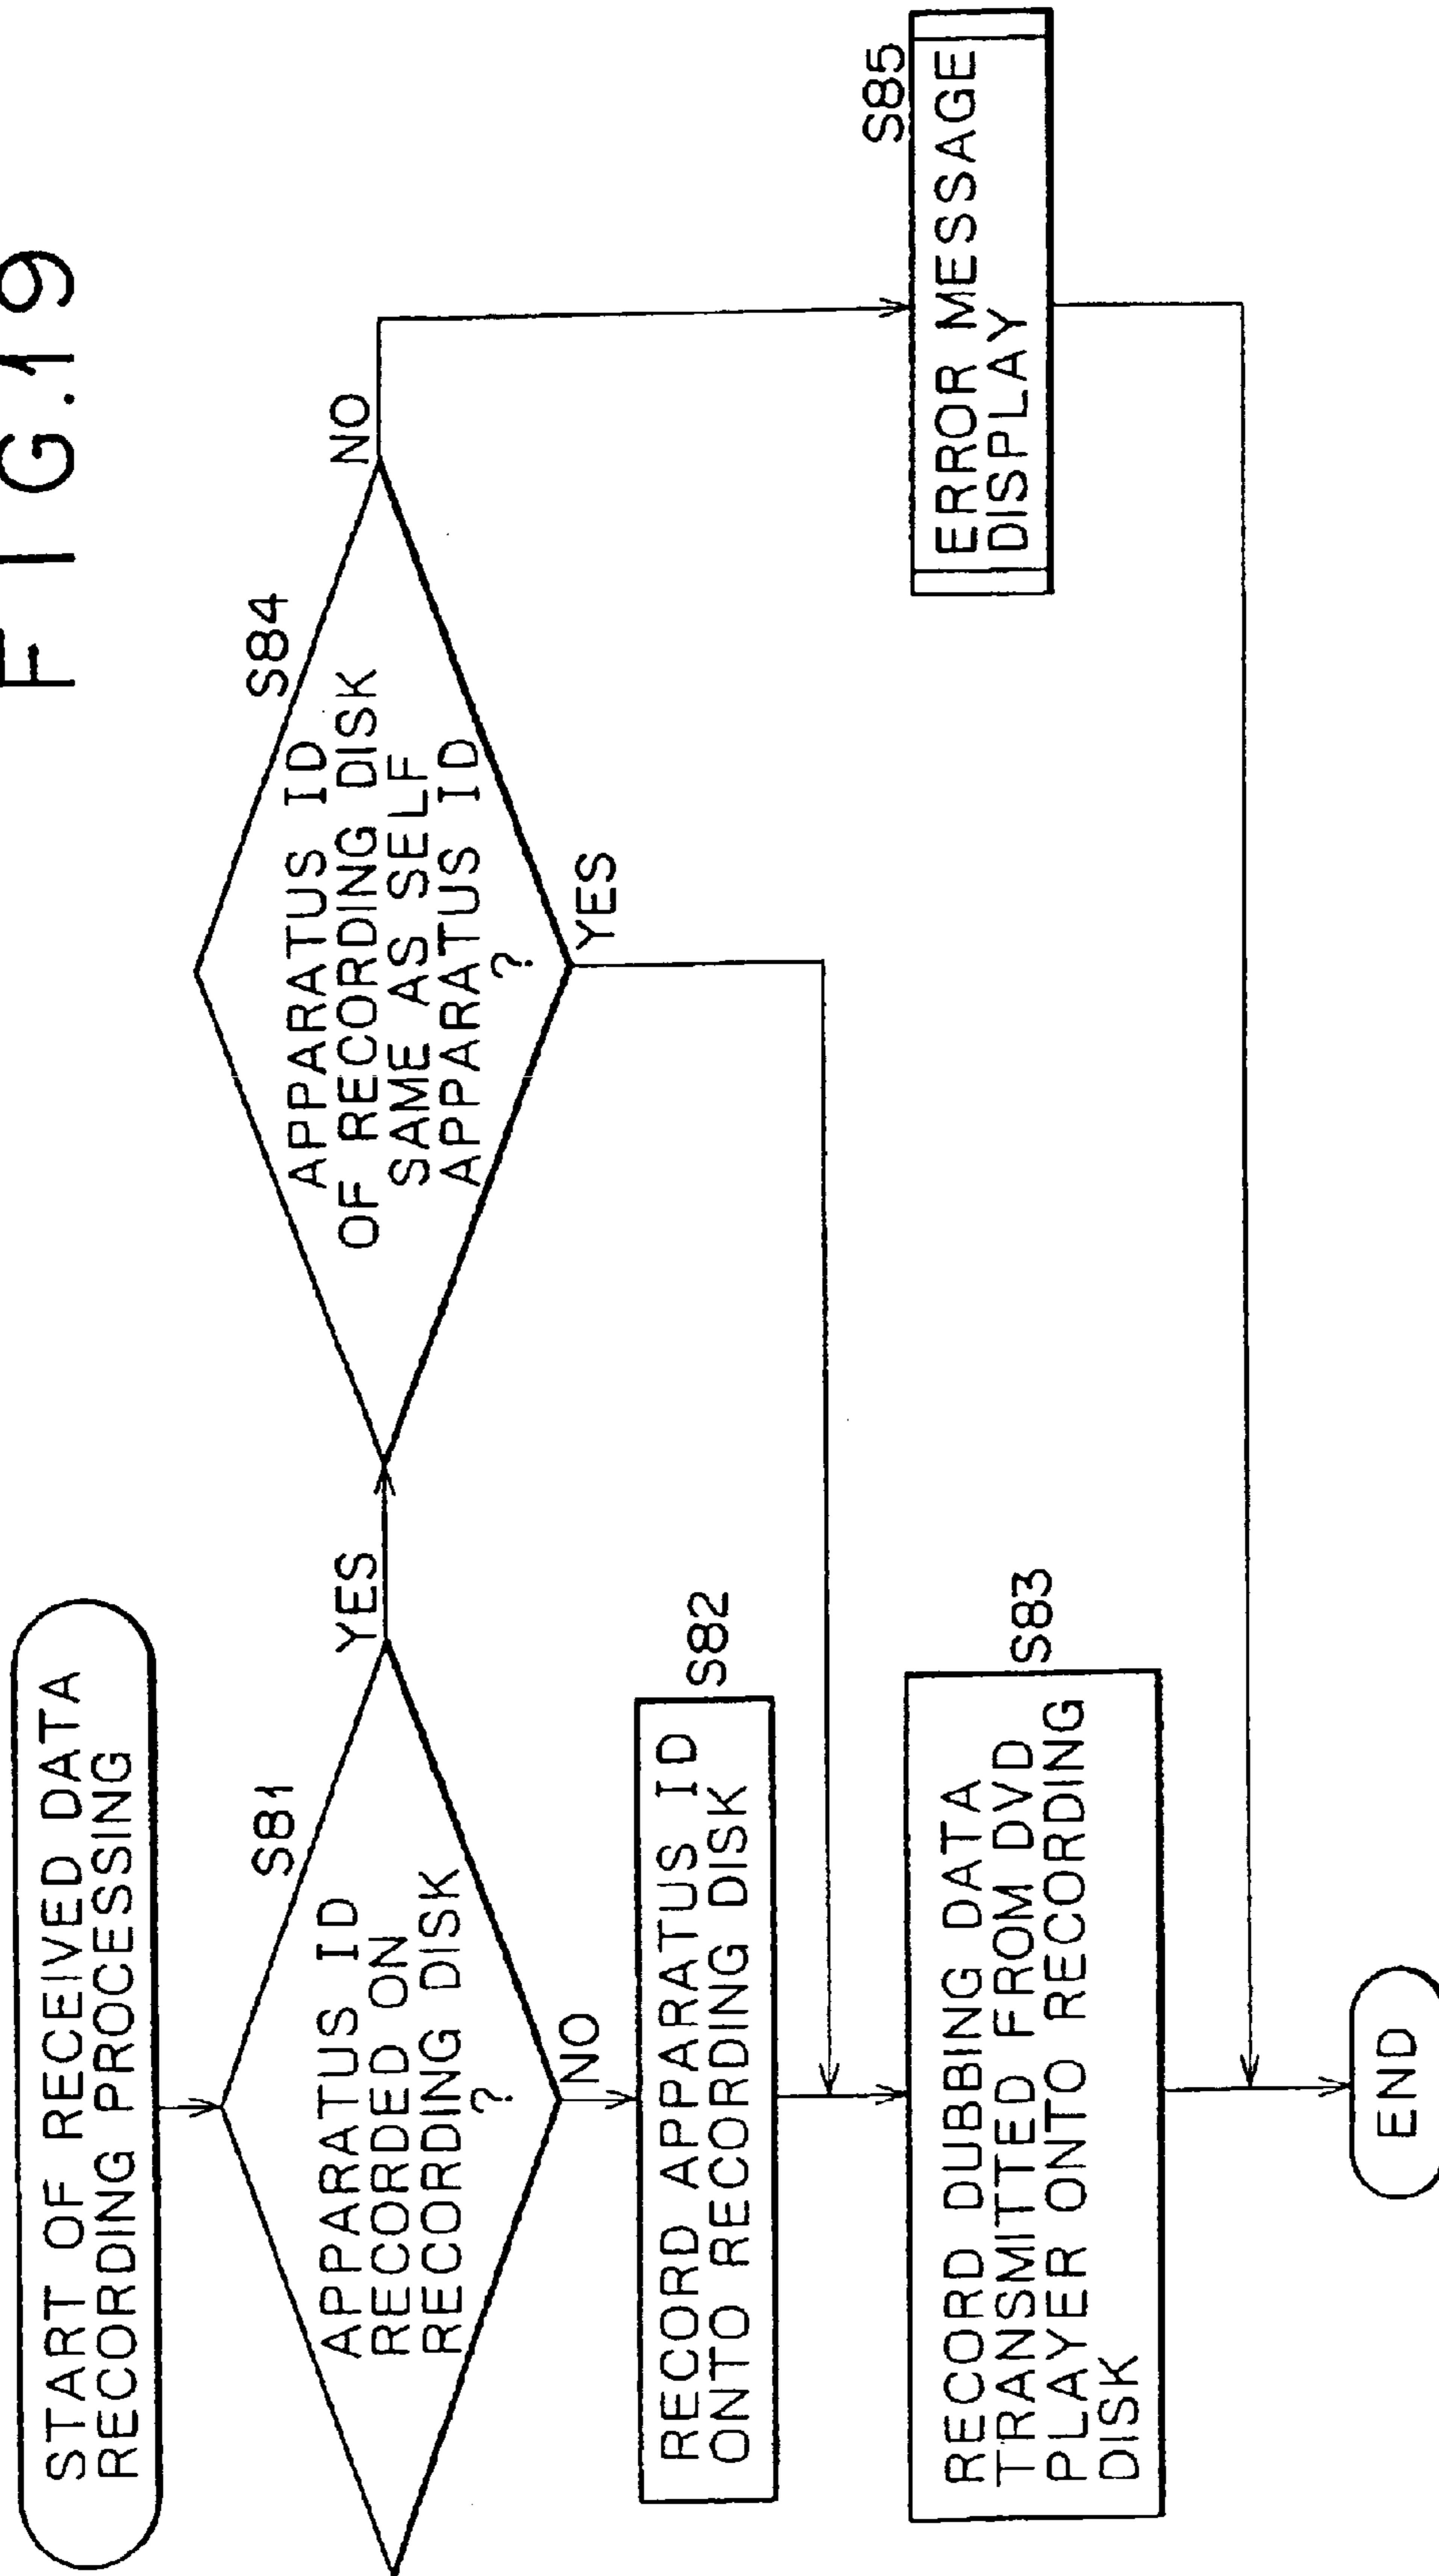 FIG.19
START OF RECEIVED DATA
RECORDING PROCESSING
S81
APPARATUS ID
RECORDED ON
RECORDING DISK
?
YES
NO
S84
APPARATUS ID
OF RECORDING DISK
SAME AS SELF
APPARATUS ID
?
NO
YES
S82
RECORD APPARATUS ID
ONTO RECORDING DISK
S83
RECORD DUBBING DATA
TRANSMITTED FROM DVD
PLAYER ONTO RECORDING
DISK
S85
ERROR MESSAGE
DISPLAY
END